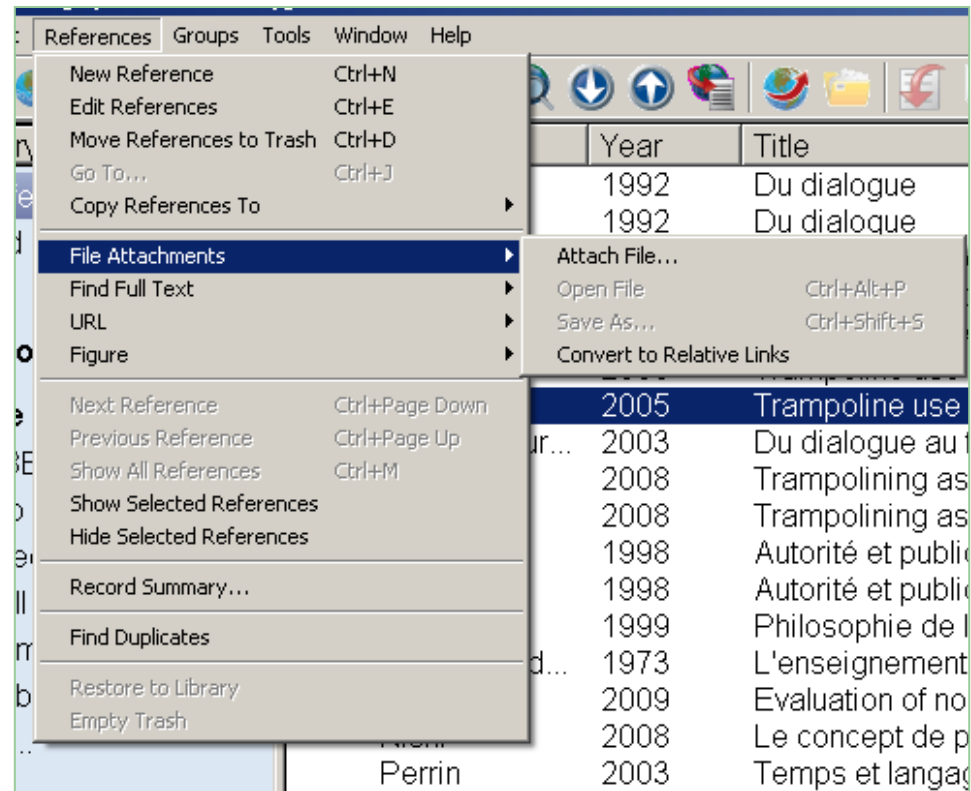 References Groups Tools Window Help
New Reference Ctrl+N
Edit References Ctrl+E
Move References to Trash Ctrl+D
Go To... Ctrl+J
Copy References To
File Attachments
Find Full Text
URL
Figure
Next Reference Ctrl+Page Down
Previous Reference Ctrl+Page Up
Show All References Ctrl+M
Show Selected References
Hide Selected References
Record Summary...
Find Duplicates
Restore to Library
Empty Trash
Attach File...
Open File Ctrl+Alt+P
Save As... Ctrl+Shift+S
Convert to Relative Links
Year Title
1992 Du dialogue
1992 Du dialogue
2005 Trampoline use
2003 Du dialogue au
2008 Trampolining as
2008 Trampolining as
1998 Autorité et public
1998 Autorité et public
1999 Philosophie de
1973 L'enseignement
2009 Evaluation of no
2008 Le concept de p
Perrin 2003 Temps et langag